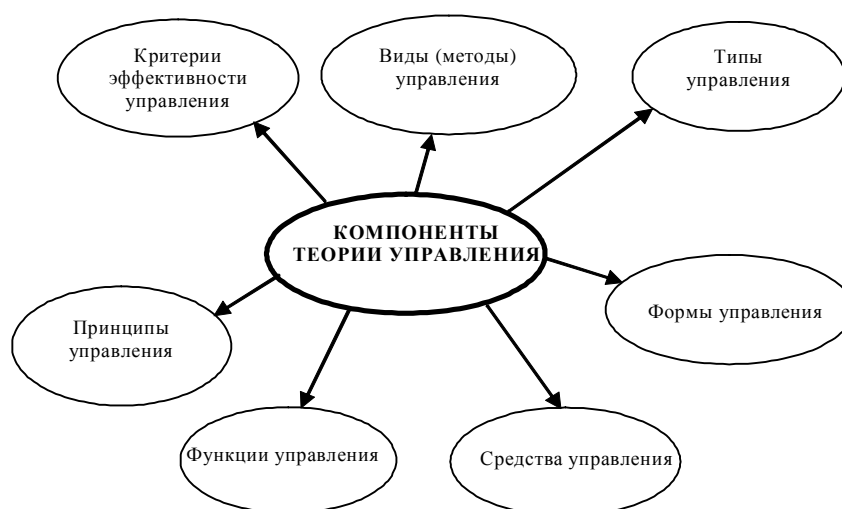 Критерии
эффективности
управления
Виды (методы)
управления
Типы
управления
КОМПОНЕНТЫ
ТЕОРИИ УПРАВЛЕНИЯ
Формы управления
Принципы
управления
Функции управления
Средства управления